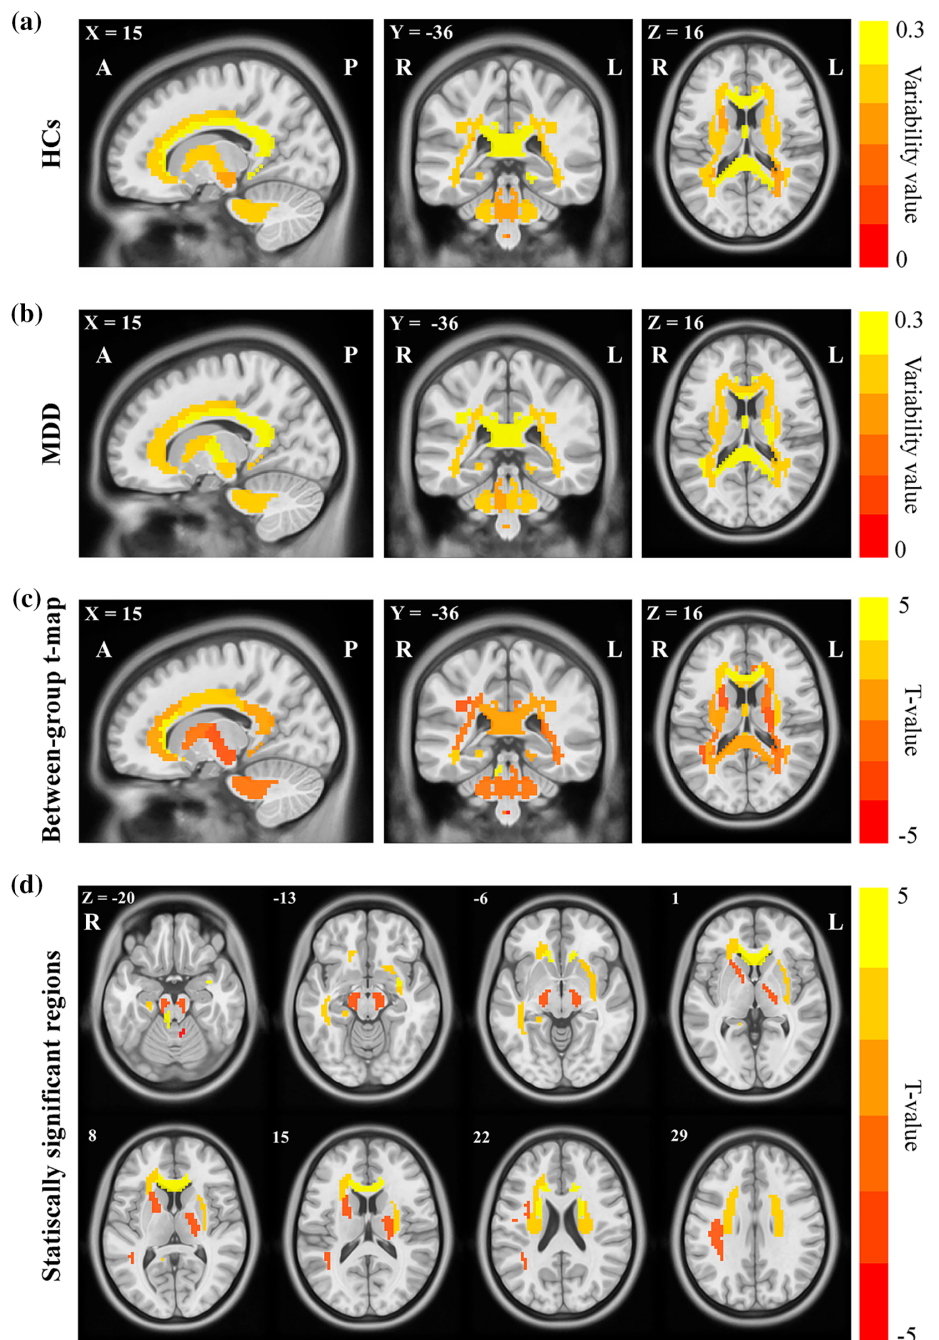 (a)
HCs
X = 15
A
P
Y = -36
R
L
Z = 16
R
L
0.3
Variability value
0
(b)
MDD
X = 15
A
P
Y = -36
R
L
Z = 16
R
L
0.3
Variability value
0
(c)
Between-group t-map
X = 15
A
P
Y = -36
R
L
Z = 16
R
L
5
T-value
-5
(d)
Statiscally significant regions
Z = -20
R
-13
-6
1
L
8
15
22
29
5
T-value
-5